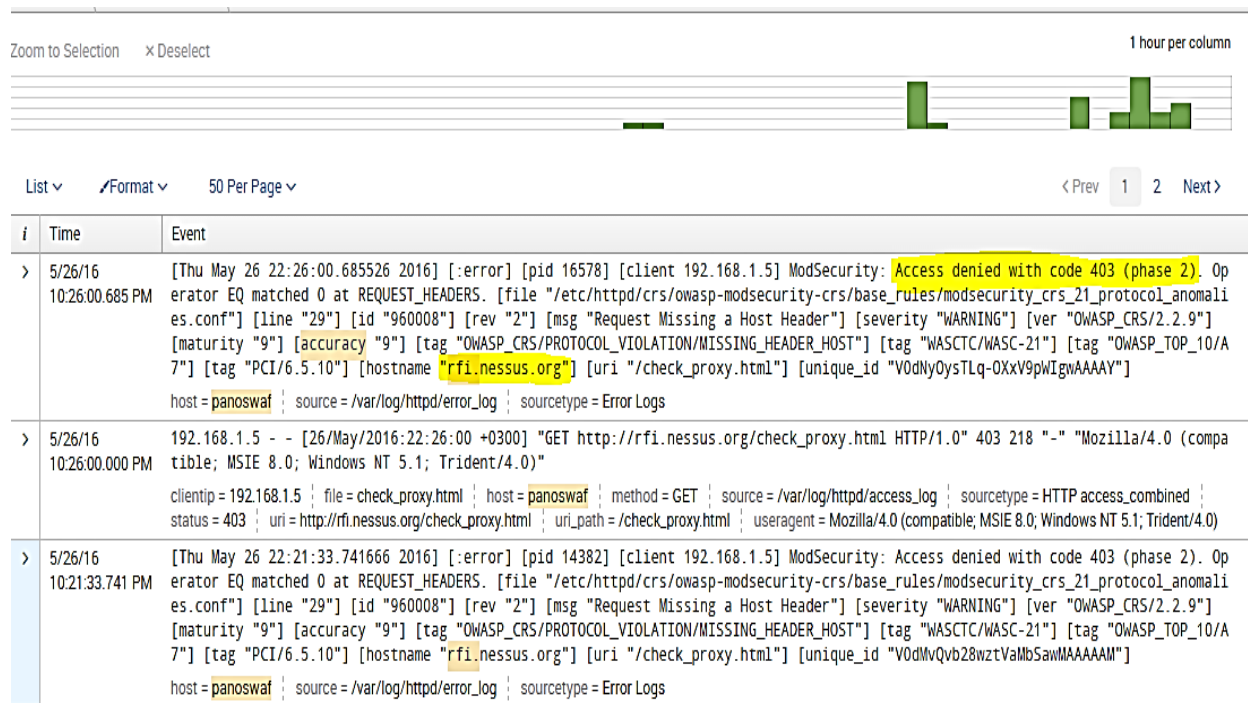 1 hour per column
Zoom to Selection × Deselect
List Format 50 Per Page < Prev 1 2 Next >
i Time Event
> 5/26/16 [Thu May 26 22:26:00.685526 2016] [:error] [pid 16578] [client 192.168.1.5] ModSecurity: Access denied with code 403 (phase 2). Op
10:26:00.685 PM erator EQ matched 0 at REQUEST_HEADERS. [file "/etc/httpd/crs/owasp-modsecurity-crs/base_rules/modsecurity_crs_21_protocol_anomali
es.conf"] [line "29"] [id "960008"] [rev "2"] [msg "Request Missing a Host Header"] [severity "WARNING"] [ver "OWASP_CRS/2.2.9"]
[maturity "9"] [accuracy "9"] [tag "OWASP_CRS/PROTOCOL_VIOLATION/MISSING_HEADER_HOST"] [tag "WASCTC/WASC-21"] [tag "OWASP_TOP_10/A
7"] [tag "PCI/6.5.10"] [hostname "rfi.nessus.org"] [uri "/check_proxy.html"] [unique_id "V0dNyOysTLq-OXxV9pWIgwAAAAY"]
host = panoswaf source = /var/log/httpd/error_log sourcetype = Error Logs
> 5/26/16 192.168.1.5 - - [26/May/2016:22:26:00 +0300] "GET http://rfi.nessus.org/check_proxy.html HTTP/1.0" 403 218 "-" "Mozilla/4.0 (compa
10:26:00.000 PM tible; MSIE 8.0; Windows NT 5.1; Trident/4.0)"
clientip = 192.168.1.5 file = check_proxy.html host = panoswaf method = GET source = /var/log/httpd/access_log sourcetype = HTTP access_combined
status = 403 uri = http://rfi.nessus.org/check_proxy.html uri_path = /check_proxy.html useragent = Mozilla/4.0 (compatible; MSIE 8.0; Windows NT 5.1; Trident/4.0)
> 5/26/16 [Thu May 26 22:21:33.741666 2016] [:error] [pid 14382] [client 192.168.1.5] ModSecurity: Access denied with code 403 (phase 2). Op
10:21:33.741 PM erator EQ matched 0 at REQUEST_HEADERS. [file "/etc/httpd/crs/owasp-modsecurity-crs/base_rules/modsecurity_crs_21_protocol_anomali
es.conf"] [line "29"] [id "960008"] [rev "2"] [msg "Request Missing a Host Header"] [severity "WARNING"] [ver "OWASP_CRS/2.2.9"]
[maturity "9"] [accuracy "9"] [tag "OWASP_CRS/PROTOCOL_VIOLATION/MISSING_HEADER_HOST"] [tag "WASCTC/WASC-21"] [tag "OWASP_TOP_10/A
7"] [tag "PCI/6.5.10"] [hostname "rfi.nessus.org"] [uri "/check_proxy.html"] [unique_id "V0dMvQvb28wztVaMbSawMAAAAAM"]
host = panoswaf source = /var/log/httpd/error_log sourcetype = Error Logs